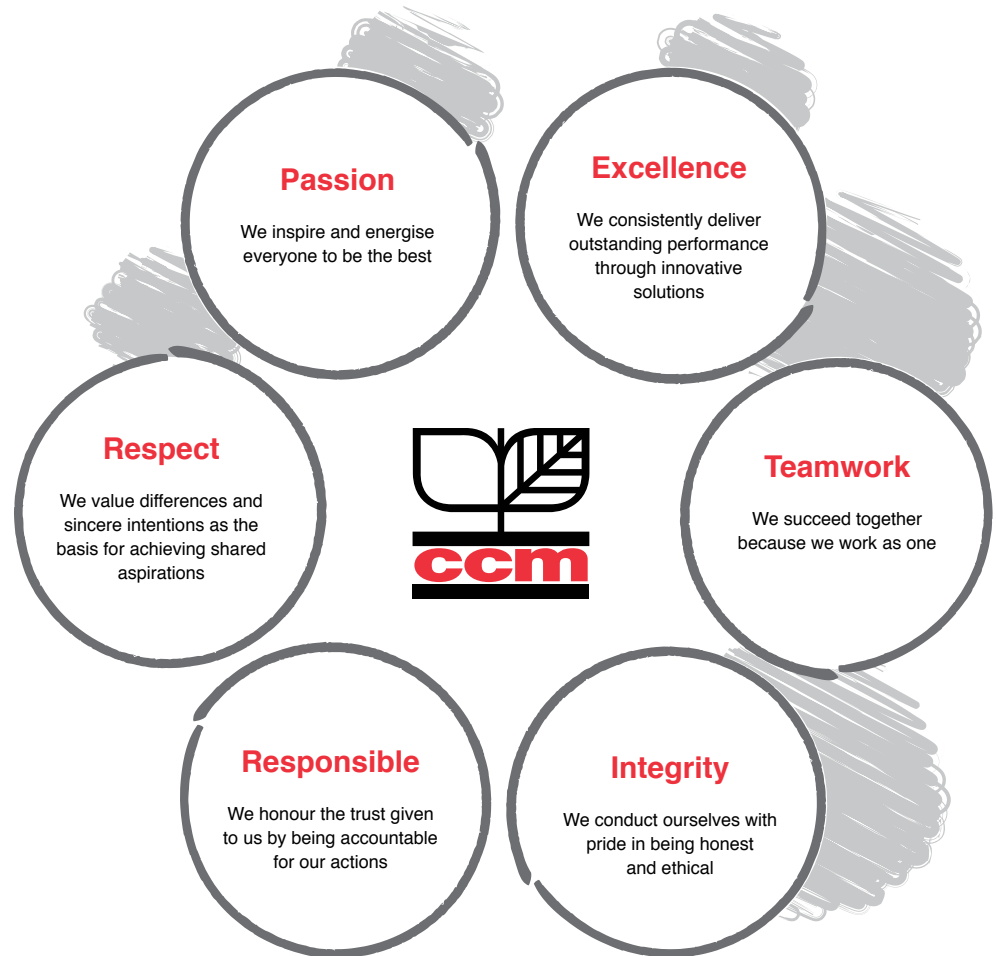 Passion
We inspire and energise
everyone to be the best
Excellence
We consistently deliver
outstanding performance
through innovative
solutions
Respect
We value differences and
sincere intentions as the
basis for achieving shared
aspirations
ccm
Teamwork
We succeed together
because we work as one
Responsible
We honour the trust given
to us by being accountable
for our actions
Integrity
We conduct ourselves with
pride in being honest
and ethical